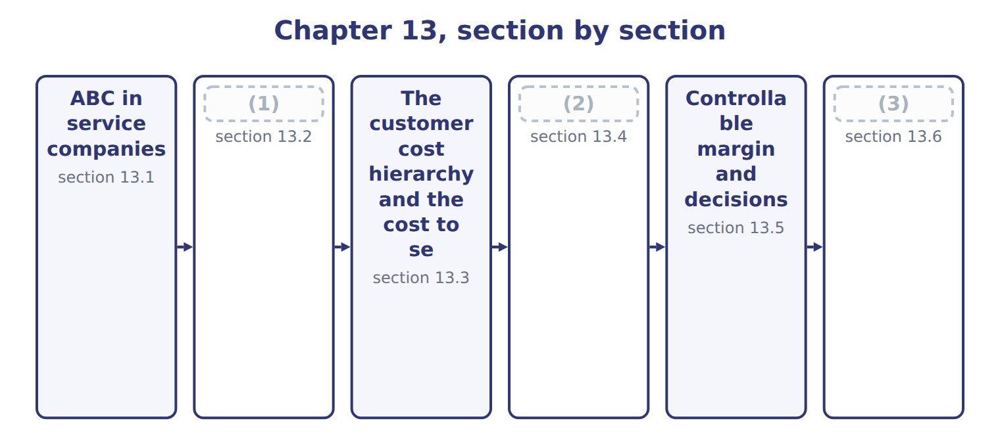 Chapter 13, section by section
ABC in
service
companies
section 13.1
(1)
section 13.2
The
customer
cost
hierarchy
and the
cost to
se
section 13.3
(2)
section 13.4
Controlla
ble
margin
and
decisions
section 13.5
(3)
section 13.6